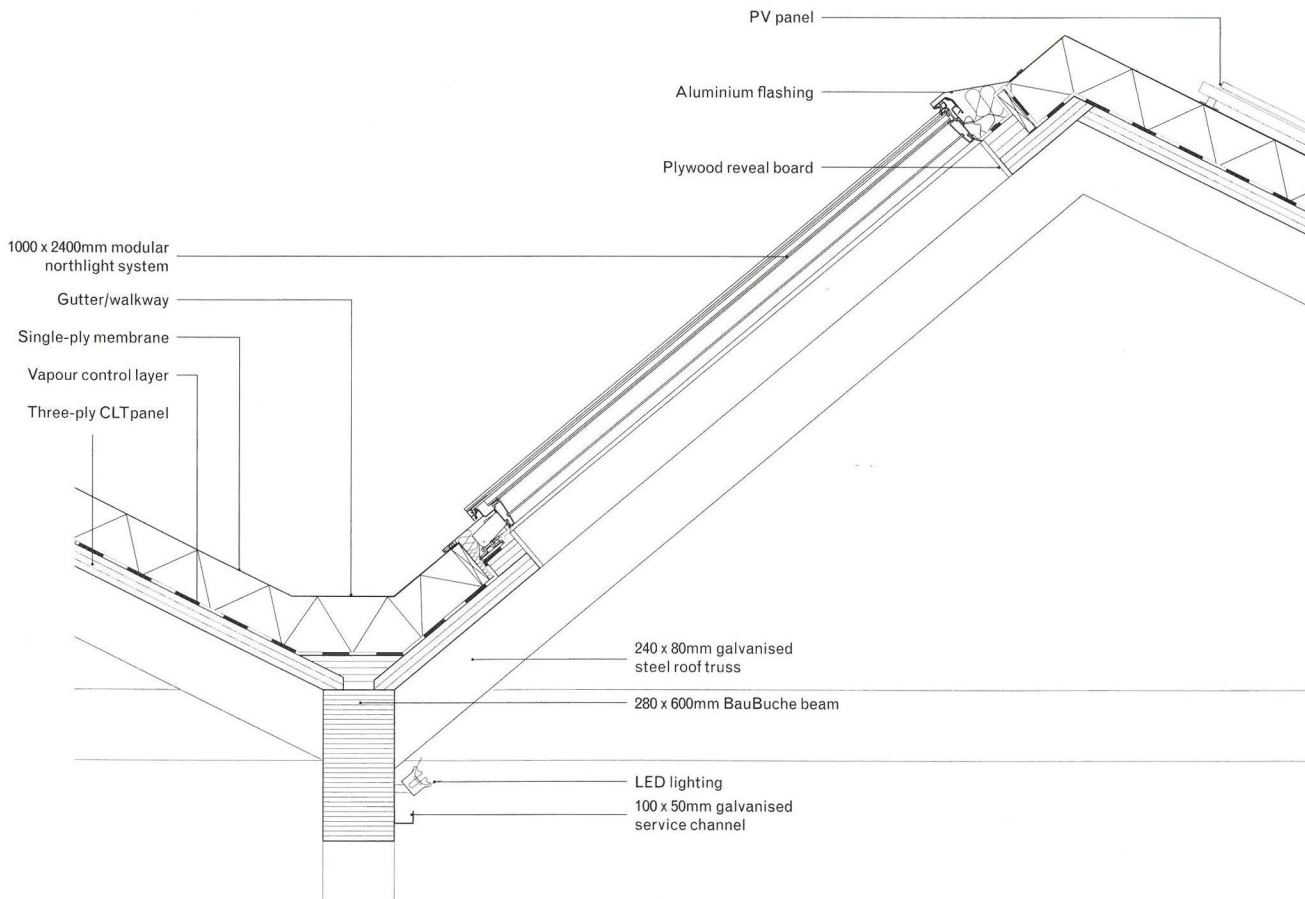 PV panel
Aluminium flashing
Plywood reveal board
1000 x 2400mm modular
northlight system
Gutter/walkway
Single-ply membrane
Vapour control layer
Three-ply CLT panel
240 x 80mm galvanised
steel roof truss
280 x 600mm BauBuche beam
LED lighting
100 x 50mm galvanised
service channel